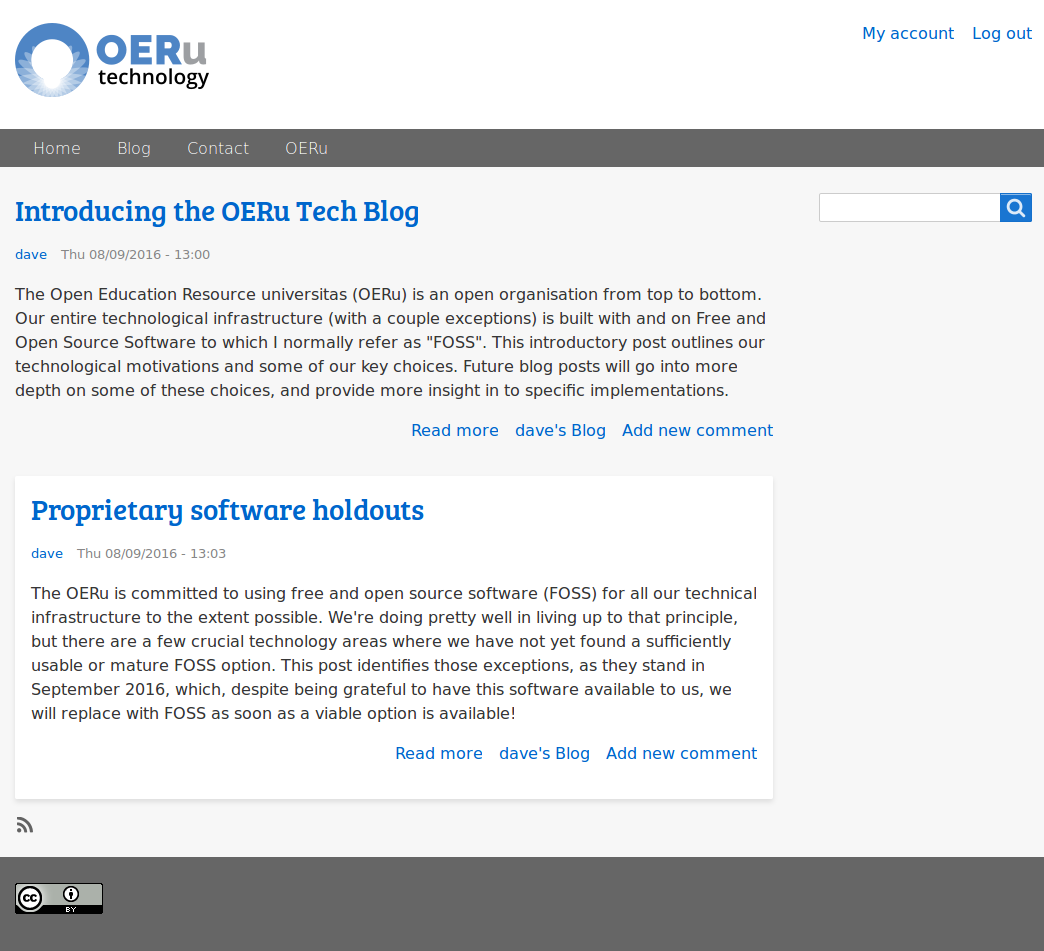 OERu
technology
My account Log out
Home Blog Contact OERu
Introducing the OERu Tech Blog
dave Thu 08/09/2016 - 13:00
The Open Education Resource universitas (OERu) is an open organisation from top to bottom.
Our entire technological infrastructure (with a couple exceptions) is built with and on Free and
Open Source Software to which I normally refer as "FOSS". This introductory post outlines our
technological motivations and some of our key choices. Future blog posts will go into more
depth on some of these choices, and provide more insight in to specific implementations.
Read more dave's Blog Add new comment
Proprietary software holdouts
dave Thu 08/09/2016 - 13:03
The OERu is committed to using free and open source software (FOSS) for all our technical
infrastructure to the extent possible. We're doing pretty well in living up to that principle,
but there are a few crucial technology areas where we have not yet found a sufficiently
usable or mature FOSS option. This post identifies those exceptions, as they stand in
September 2016, which, despite being grateful to have this software available to us, we
will replace with FOSS as soon as a viable option is available!
Read more dave's Blog Add new comment
cc
BY